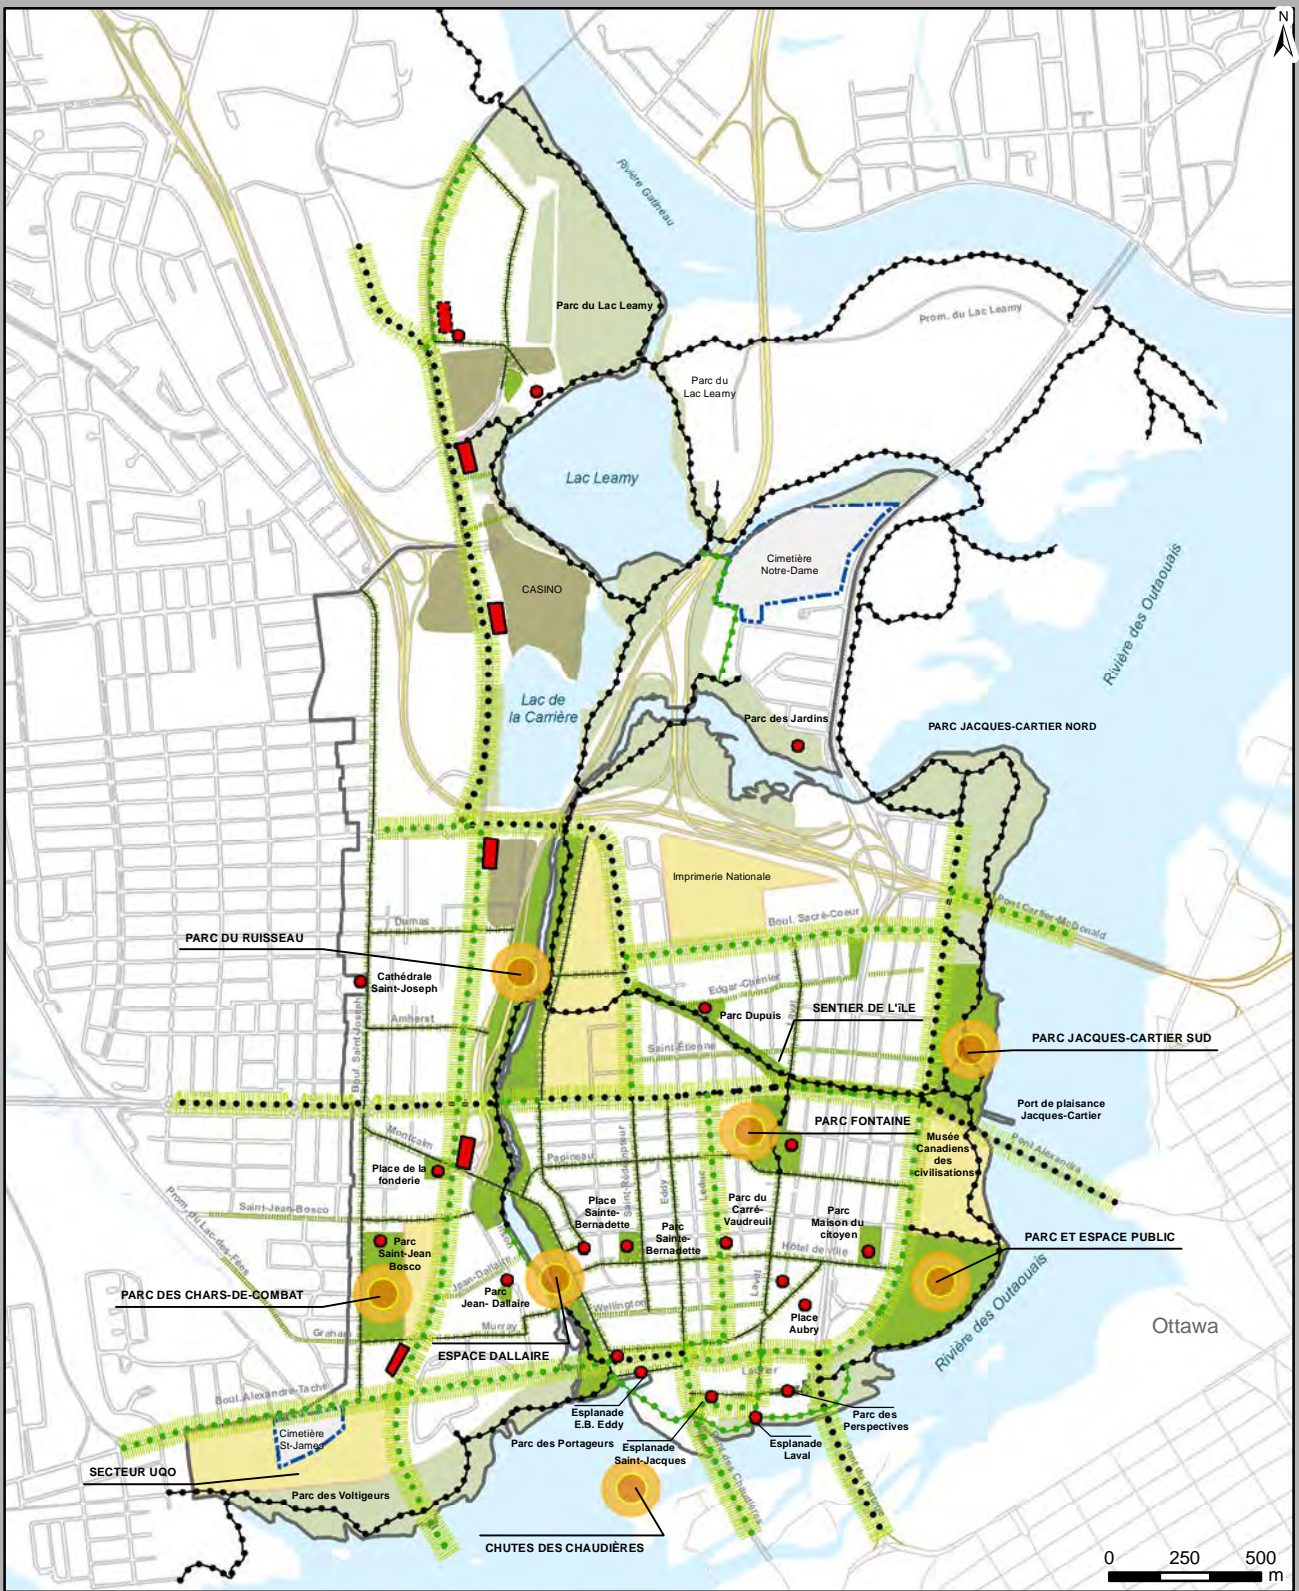 N
Rivière Gatineau
Parc du Lac Leamy
Prom. du Lac Leamy
Parc du
Lac Leamy
Lac Leamy
Cimetière
Notre-Dame
CASINO
Rivière des Outaouais
Lac de
la Carrière
Parc des Jardins
PARC JACQUES-CARTIER NORD
Imprimerie Nationale
Pont Cartier-McDonald
Boul. Sacré-Coeur
Dumas
PARC DU RUISSEAU
Cathédrale
Saint-Joseph
Edgar-Chénier
Parc Dupuis
SENTIER DE L'îLE
Laval
Amherst
Boul. Saint-Joseph
Saint-Étienne
PARC JACQUES-CARTIER SUD
Port de plaisance
Jacques-Cartier
PARC FONTAINE
Montcalm
Musée
Canadiens
des
civilisations
Pont Alexandra
Papineau
Place de la
fonderie
Saint-Rédempteur
Eddy
Leduc
Prom. du Lac-des-Fées
Saint-Jean-Bosco
Place
Sainte-
Bernadette
Parc
Sainte-
Bernadette
Parc du
Carré-
Vaudreuil
Parc
Maison du
citoyen
Hôtel de ville
Parc
Saint-Jean
Bosco
PARC ET ESPACE PUBLIC
Jean-Dallaire
Parc
Jean- Dallaire
Laval
PARC DES CHARS-DE-COMBAT
Wellington
Place
Aubry
Graham
Murray
Rivière des Outaouais
Ottawa
ESPACE DALLAIRE
Laurier
Boul. Alexandre-Taché
Esplanade
E.B. Eddy
Parc des
Perspectives
Cimetière
St-James
Parc des Portageurs
Esplanade
Saint-Jacques
Esplanade
Laval
SECTEUR UQO
Parc des Voltigeurs
CHUTES DES CHAUDIÈRES
0 250 500
m